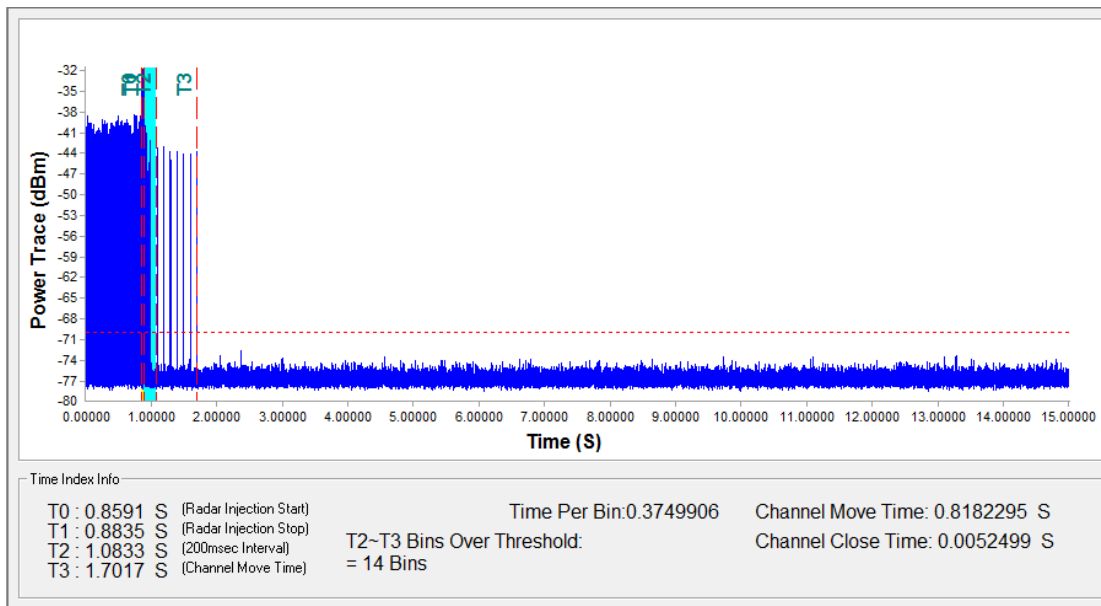 T0 T2 T3
-32
-35
-38
-41
-44
-47
-50
-53
-56
-59
-62
-65
-68
-71
-74
-77
-80
Power Trace (dBm)
0.00000 1.00000 2.00000 3.00000 4.00000 5.00000 6.00000 7.00000 8.00000 9.00000 10.00000 11.00000 12.00000 13.00000 14.00000 15.00000
Time (S)
Time Index Info
T0 : 0.8591 S (Radar Injection Start)
T1 : 0.8835 S (Radar Injection Stop)
T2 : 1.0833 S (200msec Interval)
T3 : 1.7017 S (Channel Move Time)
Time Per Bin:0.3749906
T2~T3 Bins Over Threshold:
= 14 Bins
Channel Move Time: 0.8182295 S
Channel Close Time: 0.0052499 S